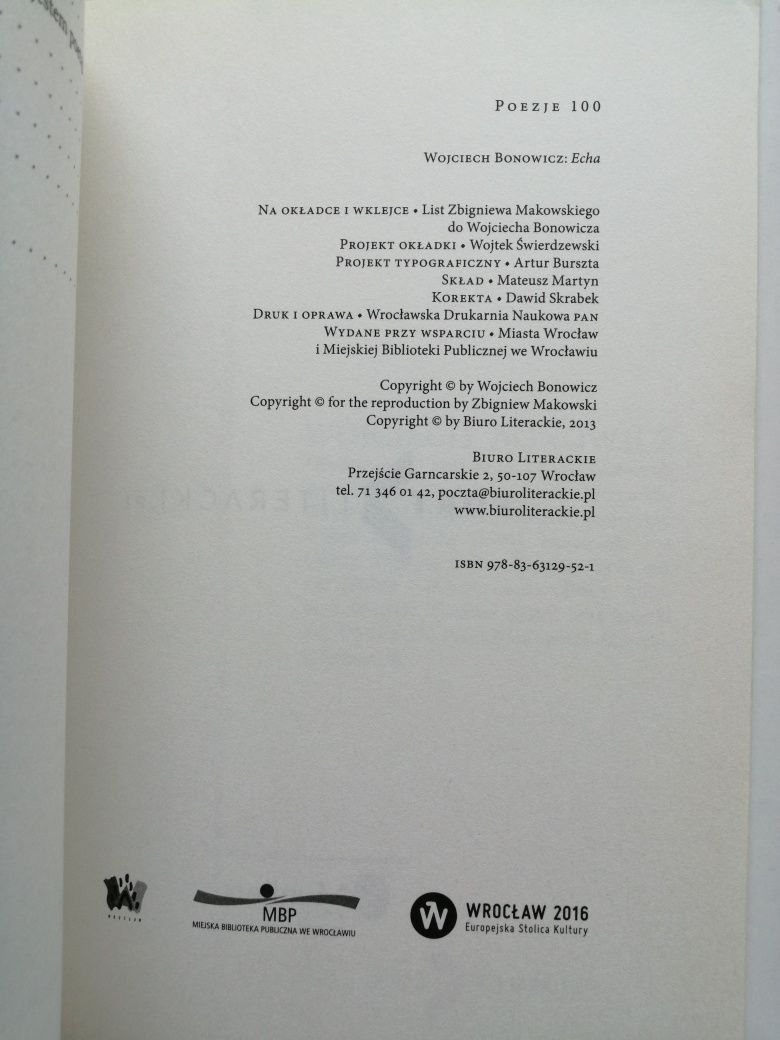 jestem
POEZJE 100
WOJCIECH BONOWICZ: Echa
NA OKŁADCE I WKLEJCE • List Zbigniewa Makowskiego
do Wojciecha Bonowicza
PROJEKT OKŁADKI • Wojtek Świerdzewski
PROJEKT TYPOGRAFICZNY • Artur Burszta
SKŁAD • Mateusz Martyn
KOREKTA • Dawid Skrabek
DRUK I OPRAWA • Wrocławska Drukarnia Naukowa PAN
WYDANE PRZY WSPARCIU • Miasta Wrocław
i Miejskiej Biblioteki Publicznej we Wrocławiu
Copyright © by Wojciech Bonowicz
Copyright © for the reproduction by Zbigniew Makowski
Copyright © by Biuro Literackie, 2013
BIURO LITERACKIE
Przejście Garncarskie 2, 50-107 Wrocław
tel. 71 346 01 42, poczta@biuroliterackie.pl
www.biuroliterackie.pl
ISBN 978-83-63129-52-1
WROCŁAW
MBP
MIEJSKA BIBLIOTEKA PUBLICZNA WE WROCŁAWIU
WROCŁAW 2016
Europejska Stolica Kultury